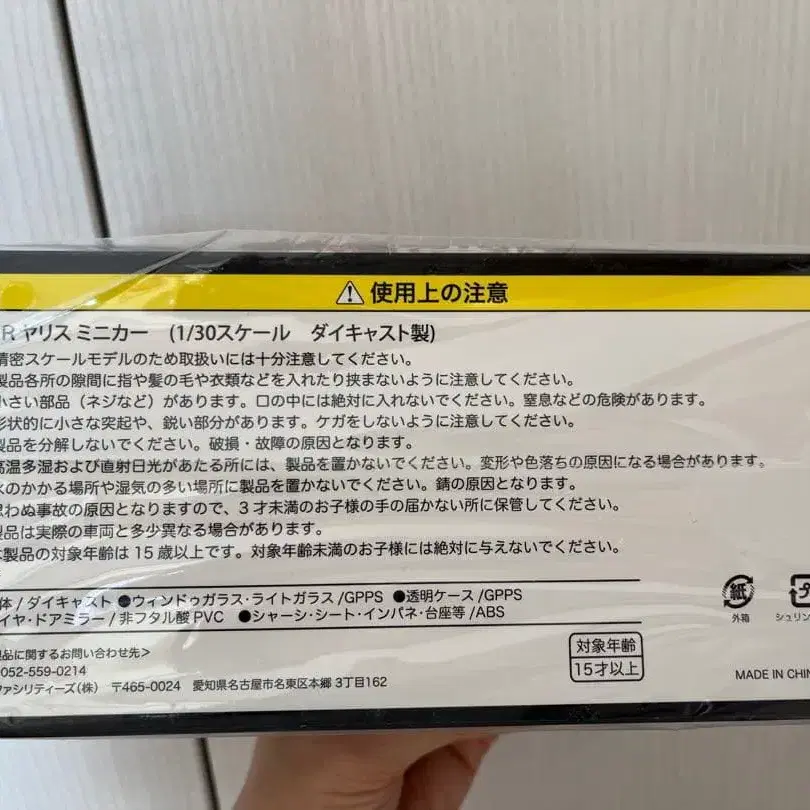 ⚠ 使用上の注意
R ヤリス ミニカー (1/30スケール ダイキャスト製)
精密スケールモデルのため取扱いには十分注意してください。
製品各所の隙間に指や髪の毛や衣類などを入れたり挟まないように注意してください。
小さい部品(ネジなど)があります。口の中には絶対に入れないでください。窒息などの危険があります。
形状的に小さな突起や、鋭い部分があります。ケガをしないように注意してください。
製品を分解しないでください。破損・故障の原因となります。
高温多湿および直射日光があたる所には、製品を置かないでください。変形や色落ちの原因になる場合があります。
水のかかる場所や湿気の多い場所に製品を置かないでください。錆の原因となります。
思わぬ事故の原因となりますので、3才未満のお子様の手の届かない所に保管してください。
製品は実際の車両と多少異なる場合があります。
本製品の対象年齢は15歳以上です。対象年齢未満のお子様には絶対に与えないでください。
体/ダイキャスト ●ウィンドゥガラス・ライトガラス/GPPS ●透明ケース/GPPS
イヤ・ドアミラー/非フタル酸PVC ●シャーシ・シート・インパネ・台座等/ABS
製品に関するお問い合わせ先>
052-559-0214
ファシリティーズ(株) 〒465-0024 愛知県名古屋市名東区本郷3丁目162
対象年齢
15才以上
紙
外箱
シュリン
MADE IN CHIN